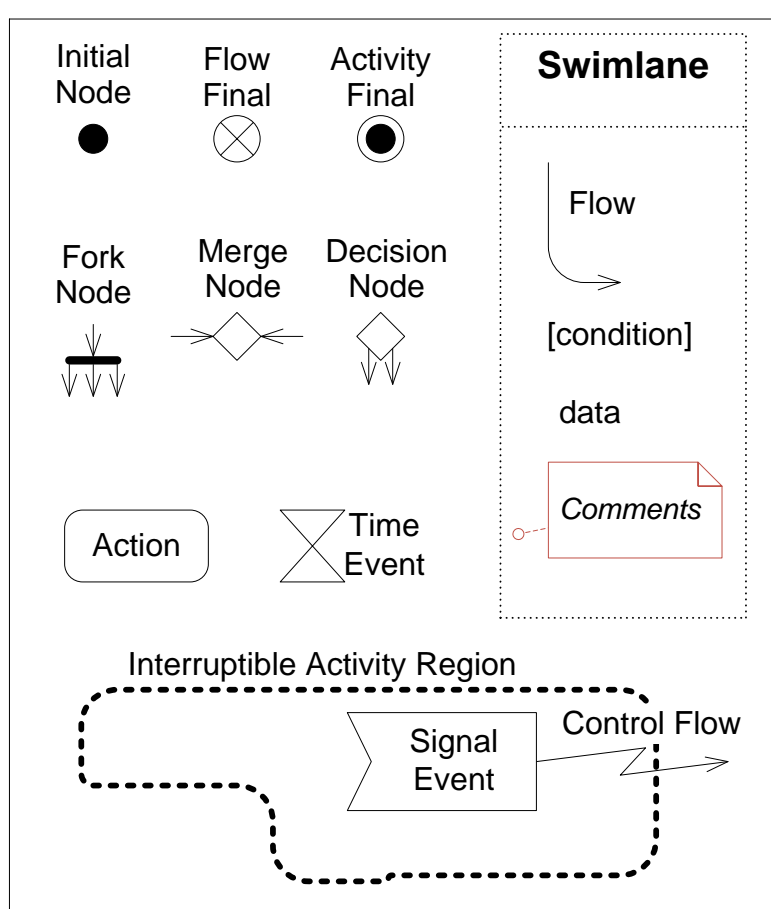 Initial
Node
Flow
Final
Activity
Final
Swimlane
Flow
Fork
Node
Merge
Node
Decision
Node
[condition]
data
Action
Time
Event
Comments
Interruptible Activity Region
Signal
Event
Control Flow